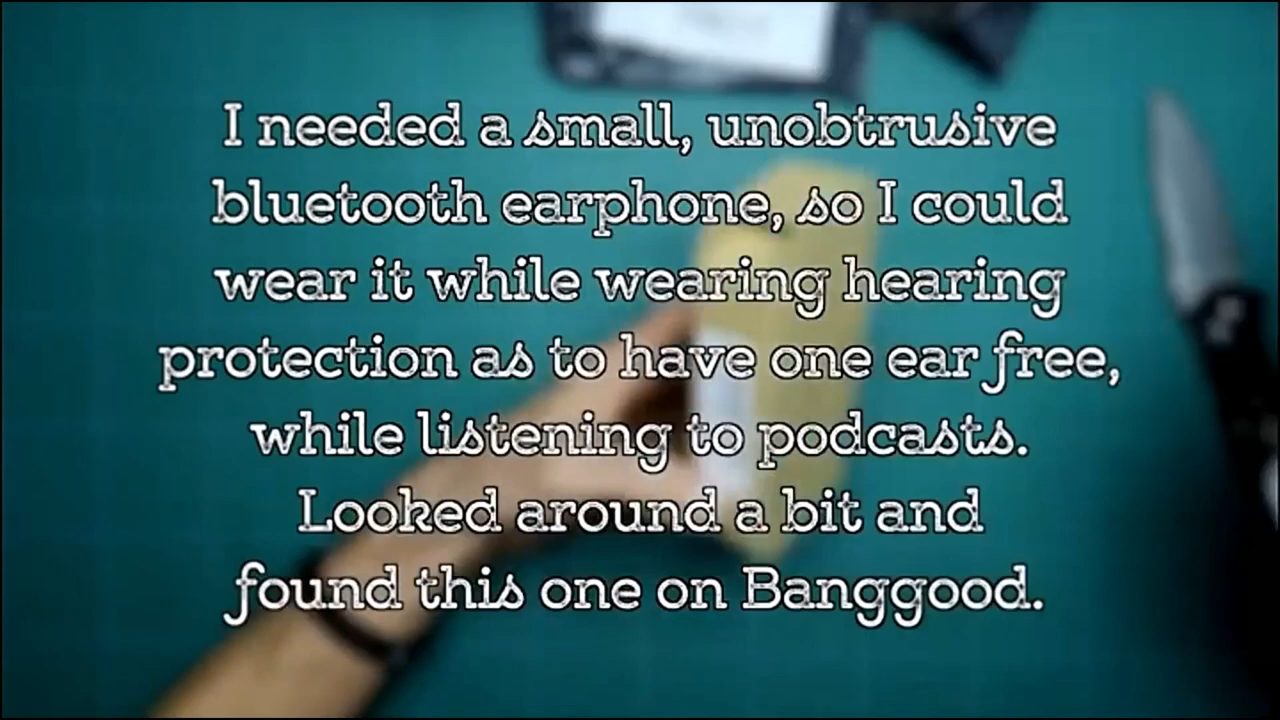 I needed a small, unobtrusive
bluetooth earphone, so I could
wear it while wearing hearing
protection as to have one ear free,
while listening to podcasts.
Looked around a bit and
found this one on Banggood.